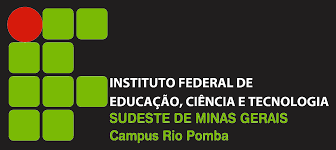 INSTITUTO FEDERAL DE
EDUCAÇÃO, CIÊNCIA E TECNOLOGIA
SUDESTE DE MINAS GERAIS
Campus Rio Pomba